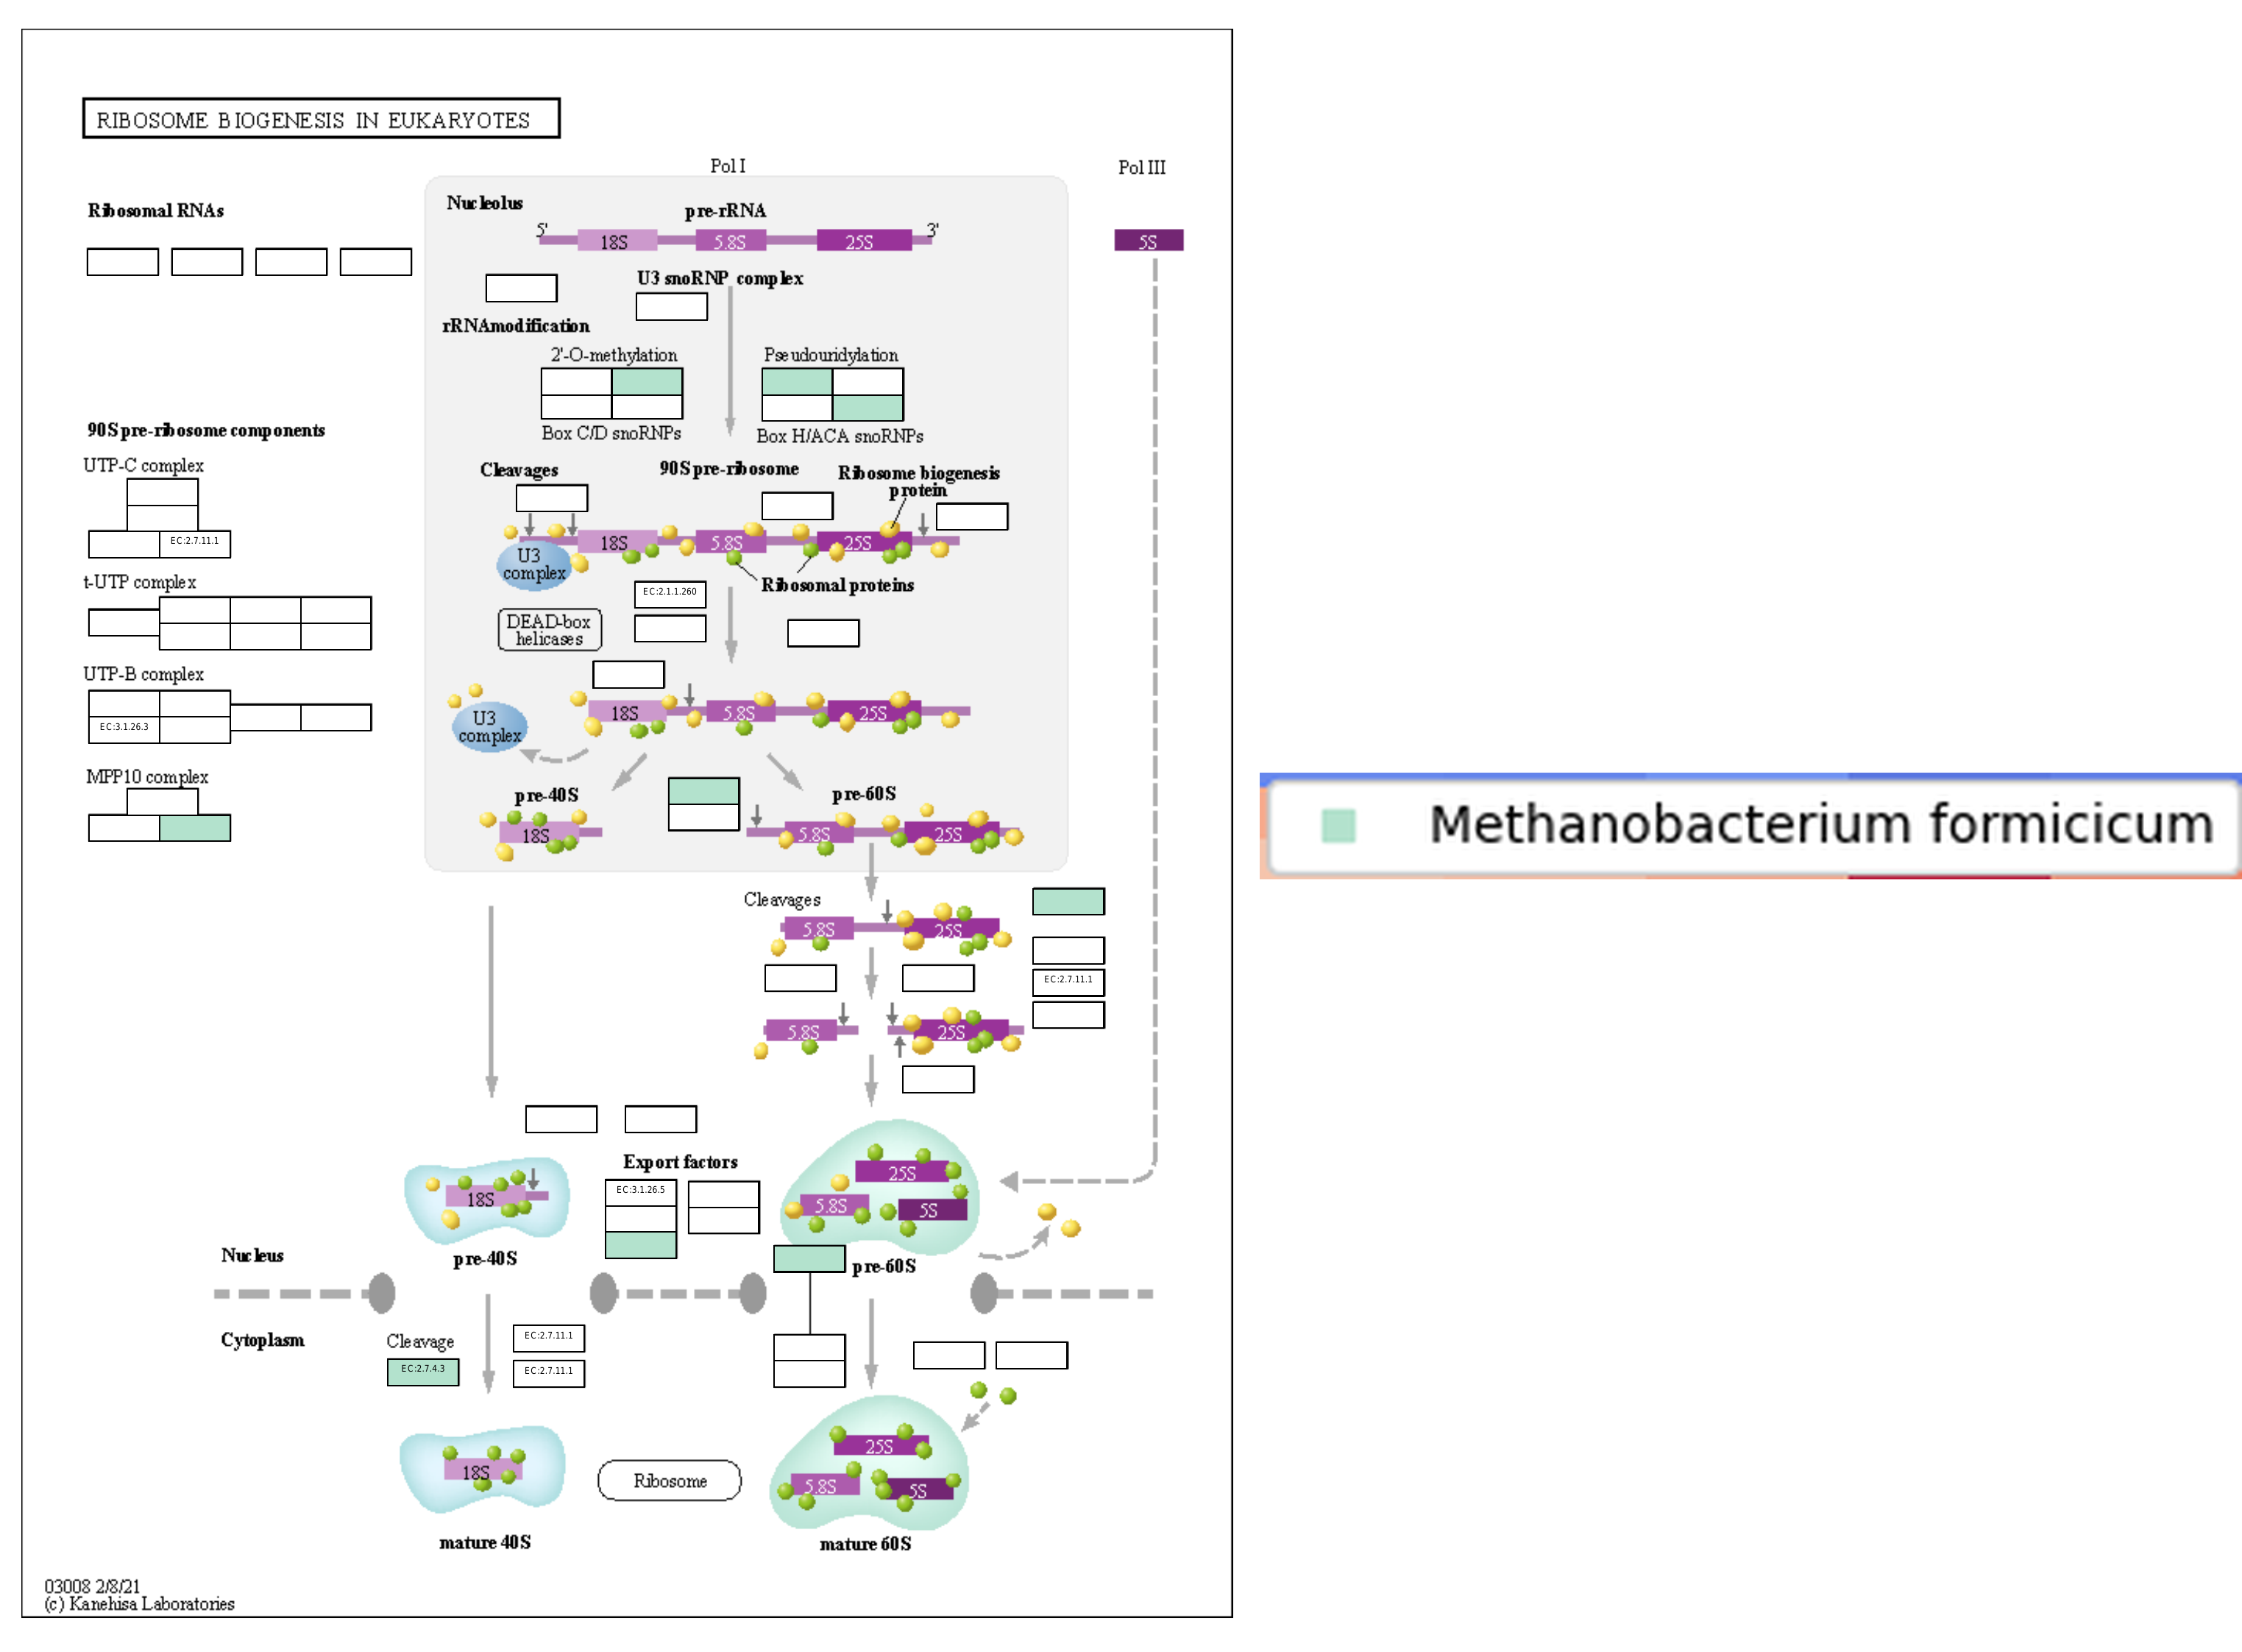 RIBOSOME BIOGENESIS IN EUKARYOTES
Pol I
Pol III
Ribosomal RNAs
Nucleolus
pre-rRNA
5'
3'
18S
5.8S
25S
5S
U3 snoRNP complex
rRNA modification
2'-O-methylation
Pseudouridylation
Box C/D snoRNPs
Box H/ACA snoRNPs
90S pre-ribosome components
UTP-C complex
EC:2.7.11.1
t-UTP complex
UTP-B complex
EC:3.1.26.3
MPP10 complex
Cleavages
90S pre-ribosome
Ribosome biogenesis
protein
18S
5.8S
25S
U3
complex
Ribosomal proteins
EC:2.1.1.260
DEAD-box
helicases
18S
5.8S
25S
U3
complex
pre-40S
pre-60S
18S
5.8S
25S
Cleavages
5.8S
25S
EC:2.7.11.1
5.8S
25S
Export factors
EC:3.1.26.5
18S
25S
5.8S
5S
Nucleus
pre-40S
pre-60S
Cytoplasm
Cleavage
EC:2.7.4.3
EC:2.7.11.1
EC:2.7.11.1
18S
Ribosome
25S
5.8S
5S
mature 40S
mature 60S
03008 2/8/21
(c) Kanehisa Laboratories
Methanobacterium formicicum